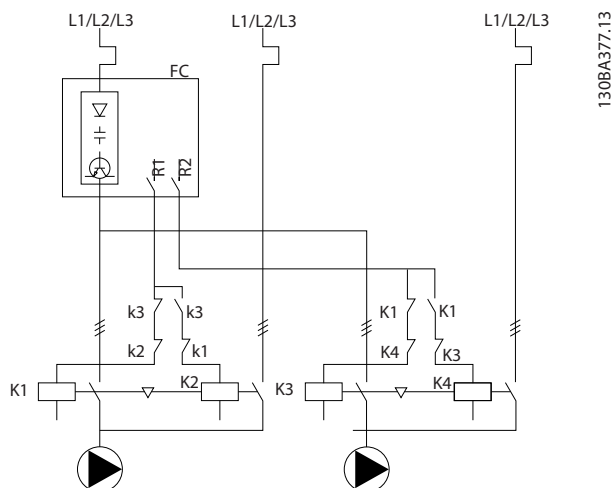 L1/L2/L3 L1/L2/L3 L1/L2/L3
130BA377.13
FC
R1 R2
k3 k3 K1 K1
k2 k1 K4 K3
K1 K2 K3 K4